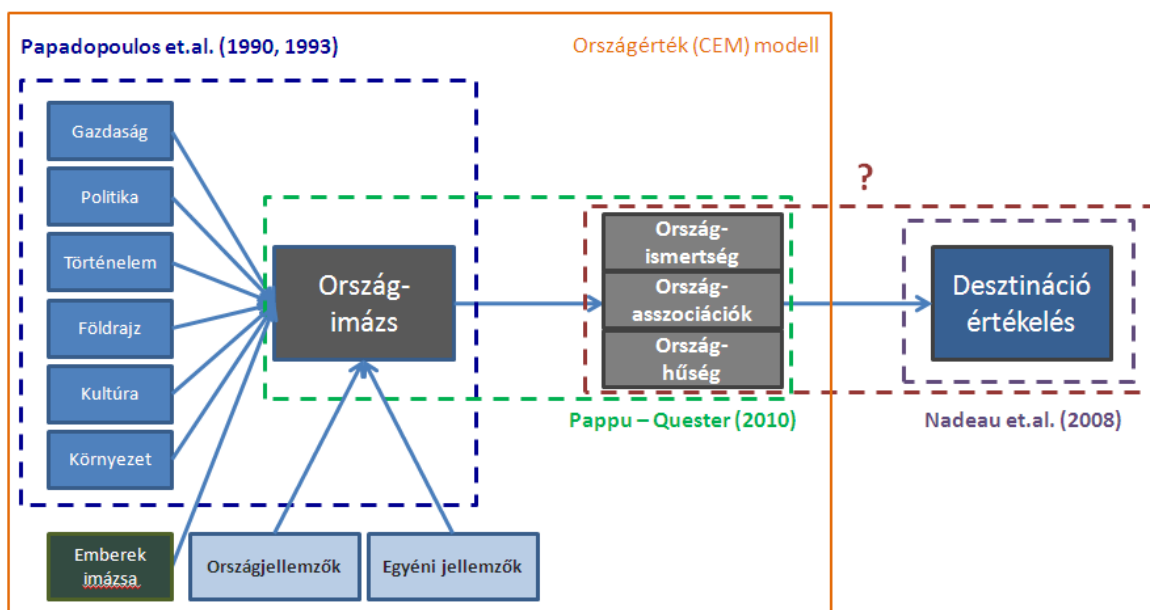 Papadopoulos et.al. (1990, 1993)
Országérték (CEM) modell
Gazdaság
Politika
Történelem
Földrajz
Kultúra
Környezet
Emberek
imázsa
Országjellemzők
Egyéni jellemzők
Ország-
imázs
Ország-
ismertség
Ország-
asszociációk
Ország-
hűség
Pappu – Quester (2010)
?
Desztináció
értékelés
Nadeau et.al. (2008)